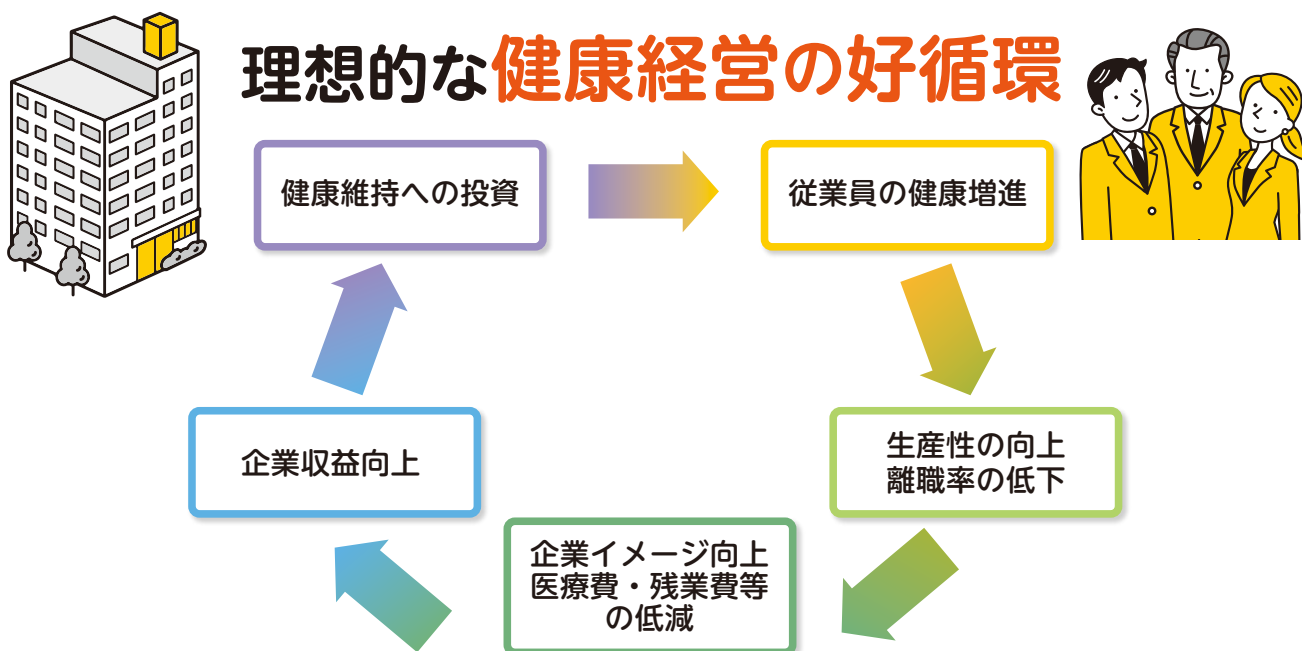 理想的な健康経営の好循環
健康維持への投資
従業員の健康増進
生産性の向上
離職率の低下
企業イメージ向上
医療費・残業費等
の低減
企業収益向上